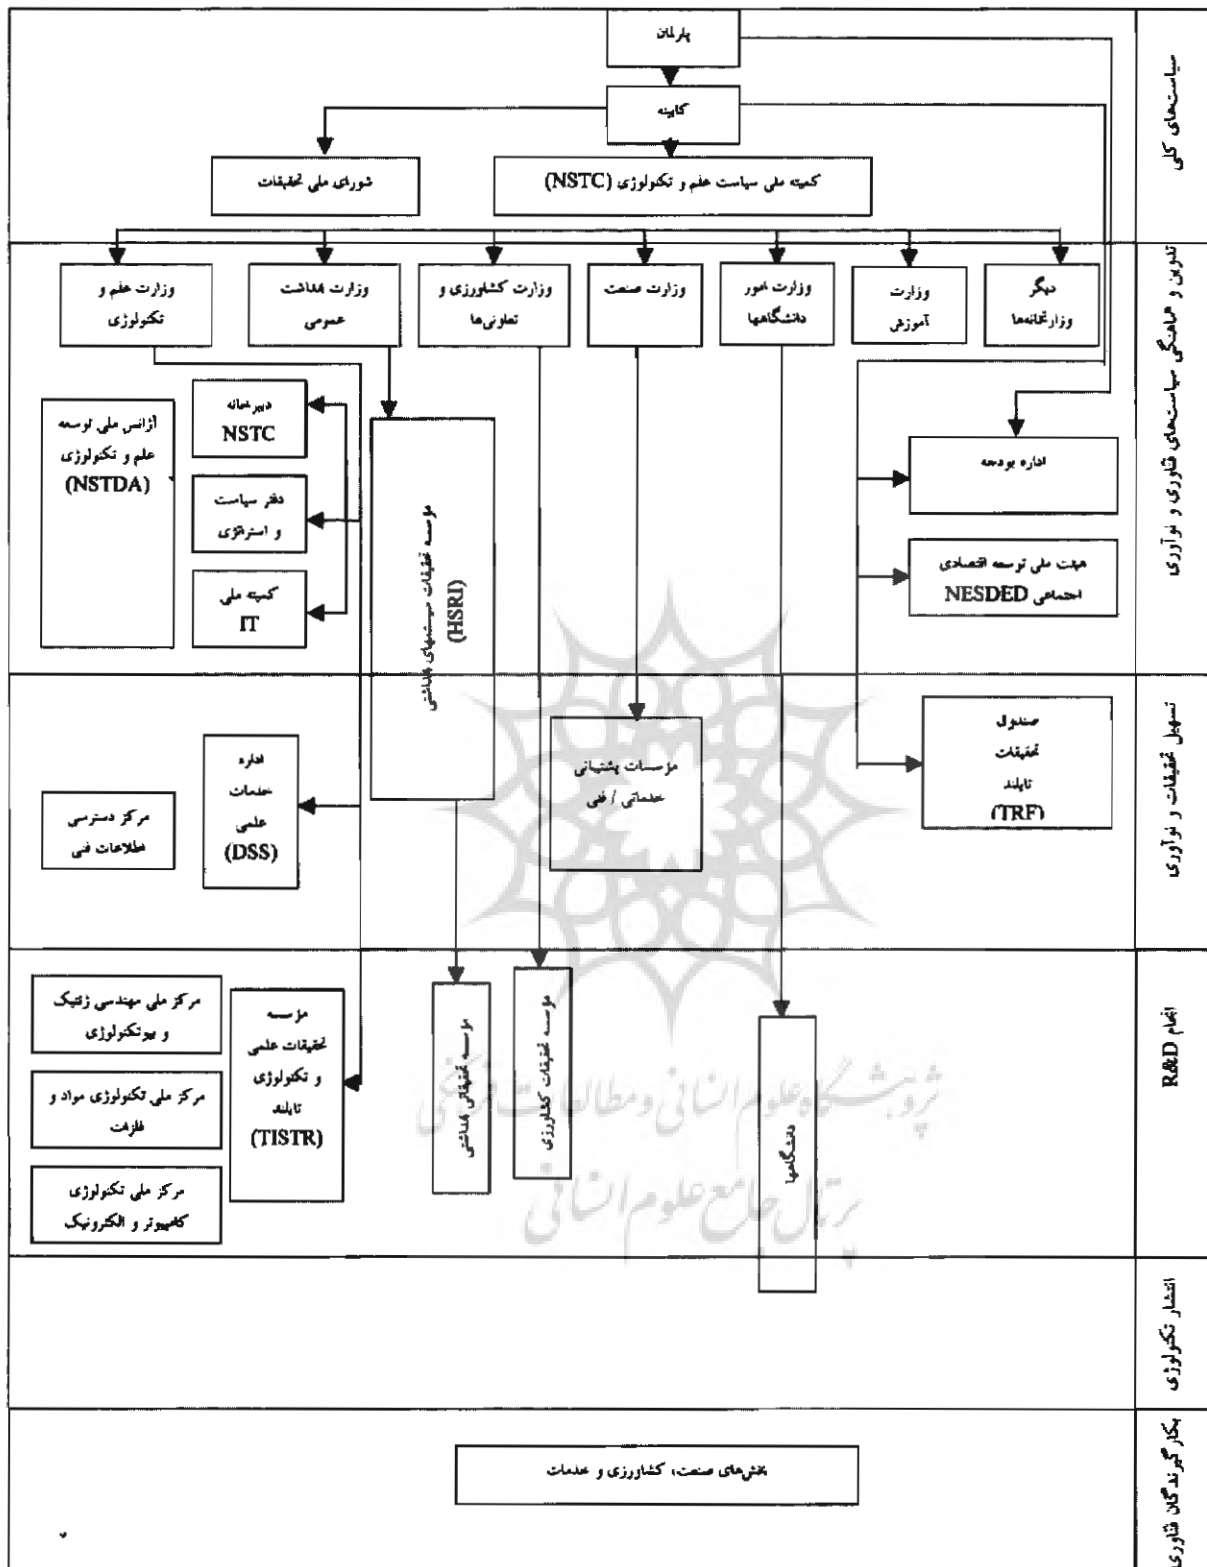 سیاست‌های کلی
پارلمان
کابینه
کمیته ملی سیاست علم و تکنولوژی (NSTC)
شورای ملی تحقیقات
تدوین و هماهنگی سیاست‌های فناوری و نوآوری
دیگر
وزارتخانه‌ها
وزارت
آموزش
وزارت امور
دانشگاهها
وزارت صنعت
وزارت کشاورزی و
تعاونی‌ها
وزارت بهداشت
عمومی
وزارت علم و
تکنولوژی
اداره بودجه
هیئت ملی توسعه اقتصادی
اجتماعی NESDED
مؤسسه تحقیقات سیستمهای بهداشتی
(HSRI)
دبیرخانه
NSTC
دفتر سیاست
و استراتژی
کمیته ملی
IT
آژانس ملی توسعه
علم و تکنولوژی
(NSTDA)
تسهیل تحقیقات و نوآوری
صندوق
تحقیقات
تایلند
(TRF)
مؤسسات پشتیبانی
خدماتی / فنی
اداره
خدمات
علمی
(DSS)
مرکز دسترسی
اطلاعات فنی
انجام R&D
دانشگاهها
مؤسسه تحقیقات کشاورزی
مؤسسه تحقیقاتی بهداشتی
مؤسسه
تحقیقات علمی
و تکنولوژی
تایلند
(TISTR)
مرکز ملی مهندسی ژنتیک
و بیوتکنولوژی
مرکز ملی تکنولوژی مواد و
فلزات
مرکز ملی تکنولوژی
کامپیوتر و الکترونیک
پژوهشگاه علوم انسانی و مطالعات فرهنگی
پرتال جامع علوم انسانی
انتشار تکنولوژی
بکارگیرندگان فناوری
بخش‌های صنعت، کشاورزی و خدمات